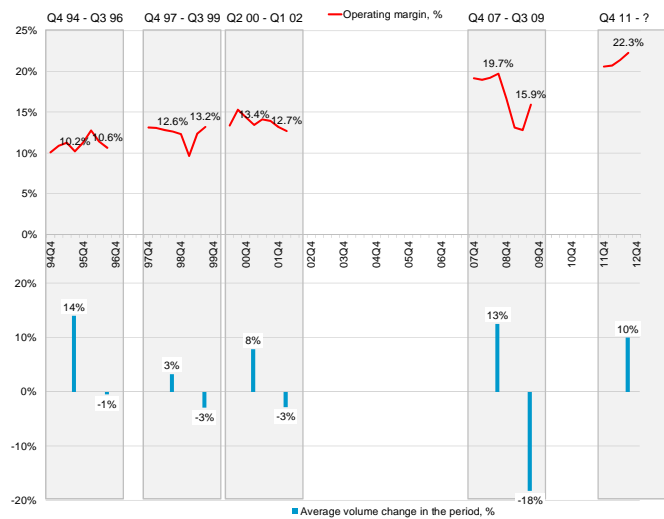 Q4 94 - Q3 96 Q4 97 - Q3 99 Q2 00 - Q1 02 Operating margin, % Q4 07 - Q3 09 Q4 11 - ?
25%
20%
15%
10%
5%
0%
10.2% 10.6% 12.6% 13.2% 13.4% 12.7% 19.7% 15.9% 22.3%
94Q4 95Q4 96Q4 97Q4 98Q4 99Q4 00Q4 01Q4 02Q4 03Q4 04Q4 05Q4 06Q4 07Q4 08Q4 09Q4 10Q4 11Q4 12Q4
20%
10%
0%
-10%
-20%
14% -1% 3% -3% 8% -3% 13% -18% 10%
Average volume change in the period, %